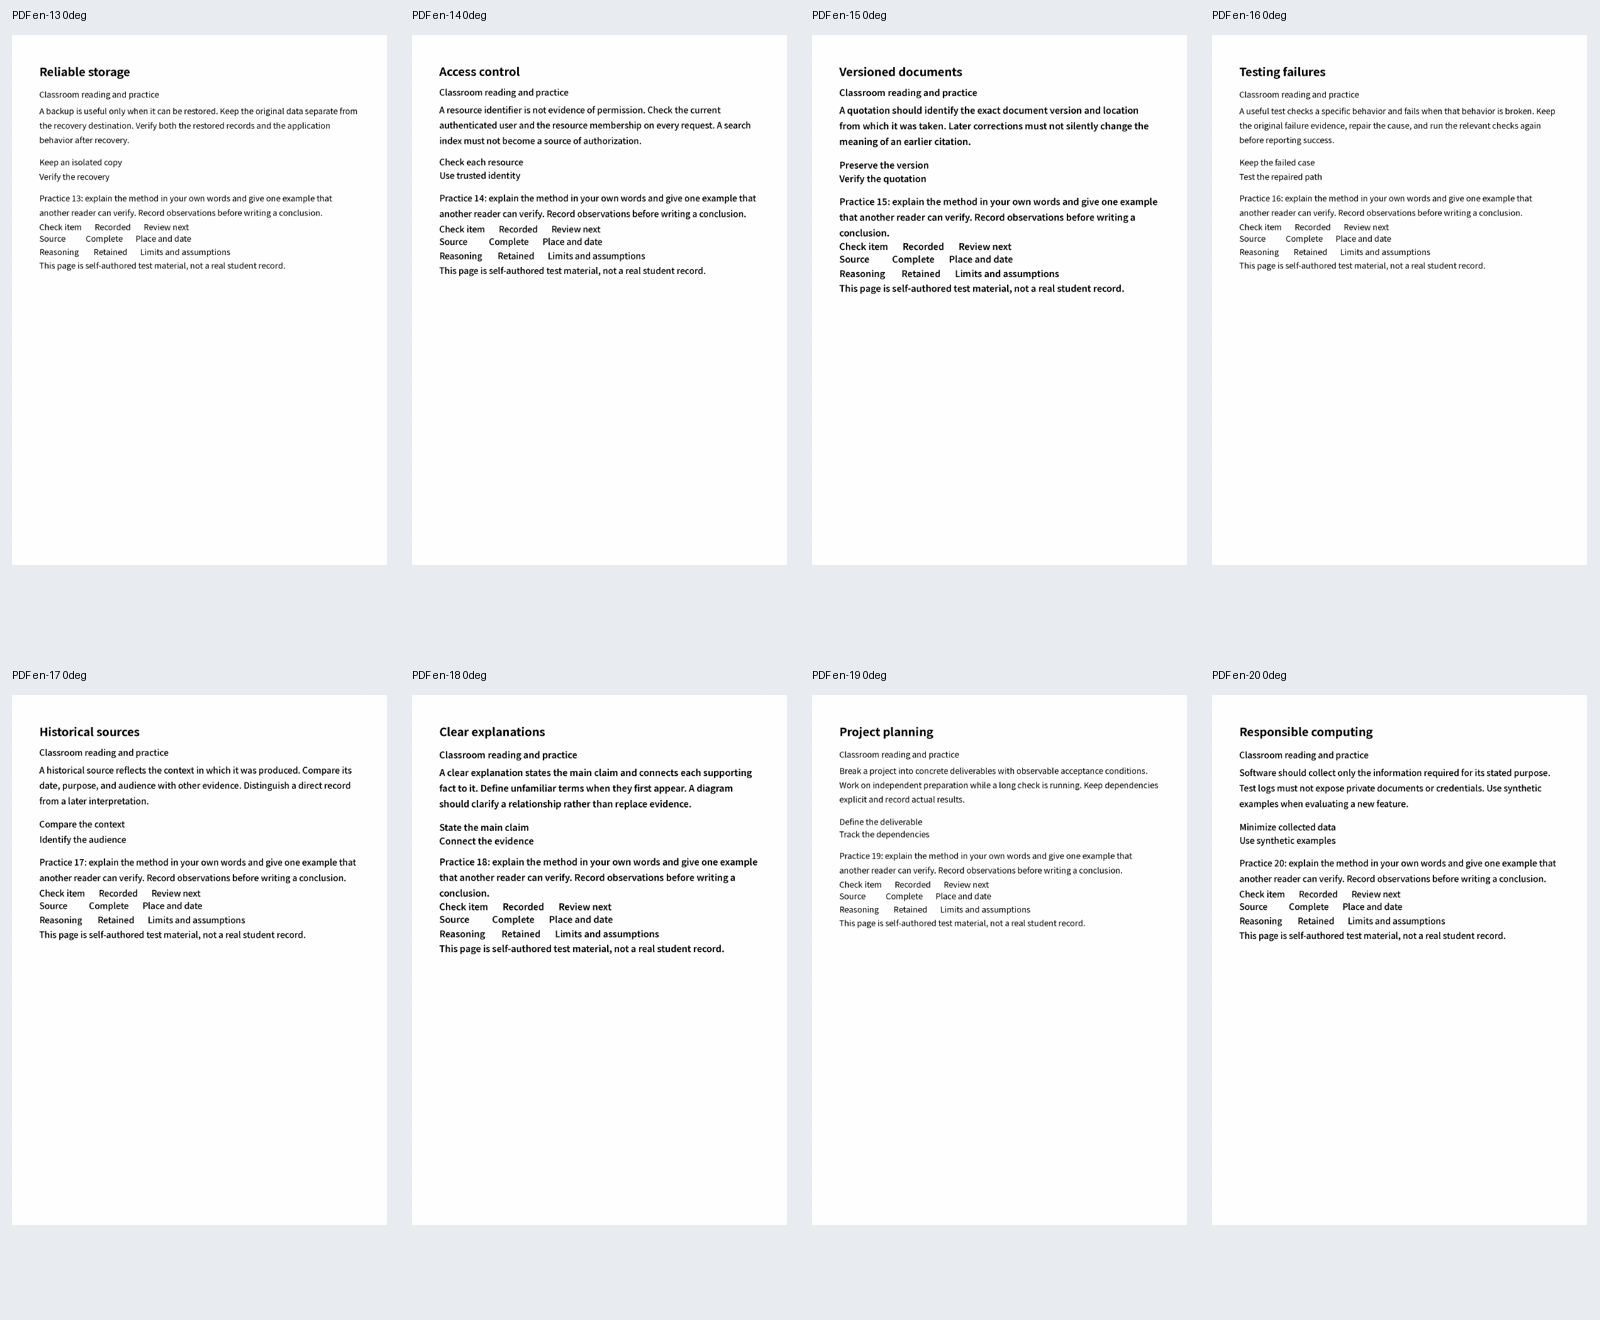 PDF en-13 0deg
Reliable storage
Classroom reading and practice
A backup is useful only when it can be restored. Keep the original data separate from
the recovery destination. Verify both the restored records and the application
behavior after recovery.
Keep an isolated copy
Verify the recovery
Practice 13: explain the method in your own words and give one example that
another reader can verify. Record observations before writing a conclusion.
Check item Recorded Review next
Source Complete Place and date
Reasoning Retained Limits and assumptions
This page is self-authored test material, not a real student record.
PDF en-14 0deg
Access control
Classroom reading and practice
A resource identifier is not evidence of permission. Check the current
authenticated user and the resource membership on every request. A search
index must not become a source of authorization.
Check each resource
Use trusted identity
Practice 14: explain the method in your own words and give one example that
another reader can verify. Record observations before writing a conclusion.
Check item Recorded Review next
Source Complete Place and date
Reasoning Retained Limits and assumptions
This page is self-authored test material, not a real student record.
PDF en-15 0deg
Versioned documents
Classroom reading and practice
A quotation should identify the exact document version and location
from which it was taken. Later corrections must not silently change the
meaning of an earlier citation.
Preserve the version
Verify the quotation
Practice 15: explain the method in your own words and give one example
that another reader can verify. Record observations before writing a
conclusion.
Check item Recorded Review next
Source Complete Place and date
Reasoning Retained Limits and assumptions
This page is self-authored test material, not a real student record.
PDF en-16 0deg
Testing failures
Classroom reading and practice
A useful test checks a specific behavior and fails when that behavior is broken. Keep
the original failure evidence, repair the cause, and run the relevant checks again
before reporting success.
Keep the failed case
Test the repaired path
Practice 16: explain the method in your own words and give one example that
another reader can verify. Record observations before writing a conclusion.
Check item Recorded Review next
Source Complete Place and date
Reasoning Retained Limits and assumptions
This page is self-authored test material, not a real student record.
PDF en-17 0deg
Historical sources
Classroom reading and practice
A historical source reflects the context in which it was produced. Compare its
date, purpose, and audience with other evidence. Distinguish a direct record
from a later interpretation.
Compare the context
Identify the audience
Practice 17: explain the method in your own words and give one example that
another reader can verify. Record observations before writing a conclusion.
Check item Recorded Review next
Source Complete Place and date
Reasoning Retained Limits and assumptions
This page is self-authored test material, not a real student record.
PDF en-18 0deg
Clear explanations
Classroom reading and practice
A clear explanation states the main claim and connects each supporting
fact to it. Define unfamiliar terms when they first appear. A diagram
should clarify a relationship rather than replace evidence.
State the main claim
Connect the evidence
Practice 18: explain the method in your own words and give one example
that another reader can verify. Record observations before writing a
conclusion.
Check item Recorded Review next
Source Complete Place and date
Reasoning Retained Limits and assumptions
This page is self-authored test material, not a real student record.
PDF en-19 0deg
Project planning
Classroom reading and practice
Break a project into concrete deliverables with observable acceptance conditions.
Work on independent preparation while a long check is running. Keep dependencies
explicit and record actual results.
Define the deliverable
Track the dependencies
Practice 19: explain the method in your own words and give one example that
another reader can verify. Record observations before writing a conclusion.
Check item Recorded Review next
Source Complete Place and date
Reasoning Retained Limits and assumptions
This page is self-authored test material, not a real student record.
PDF en-20 0deg
Responsible computing
Classroom reading and practice
Software should collect only the information required for its stated purpose.
Test logs must not expose private documents or credentials. Use synthetic
examples when evaluating a new feature.
Minimize collected data
Use synthetic examples
Practice 20: explain the method in your own words and give one example that
another reader can verify. Record observations before writing a conclusion.
Check item Recorded Review next
Source Complete Place and date
Reasoning Retained Limits and assumptions
This page is self-authored test material, not a real student record.